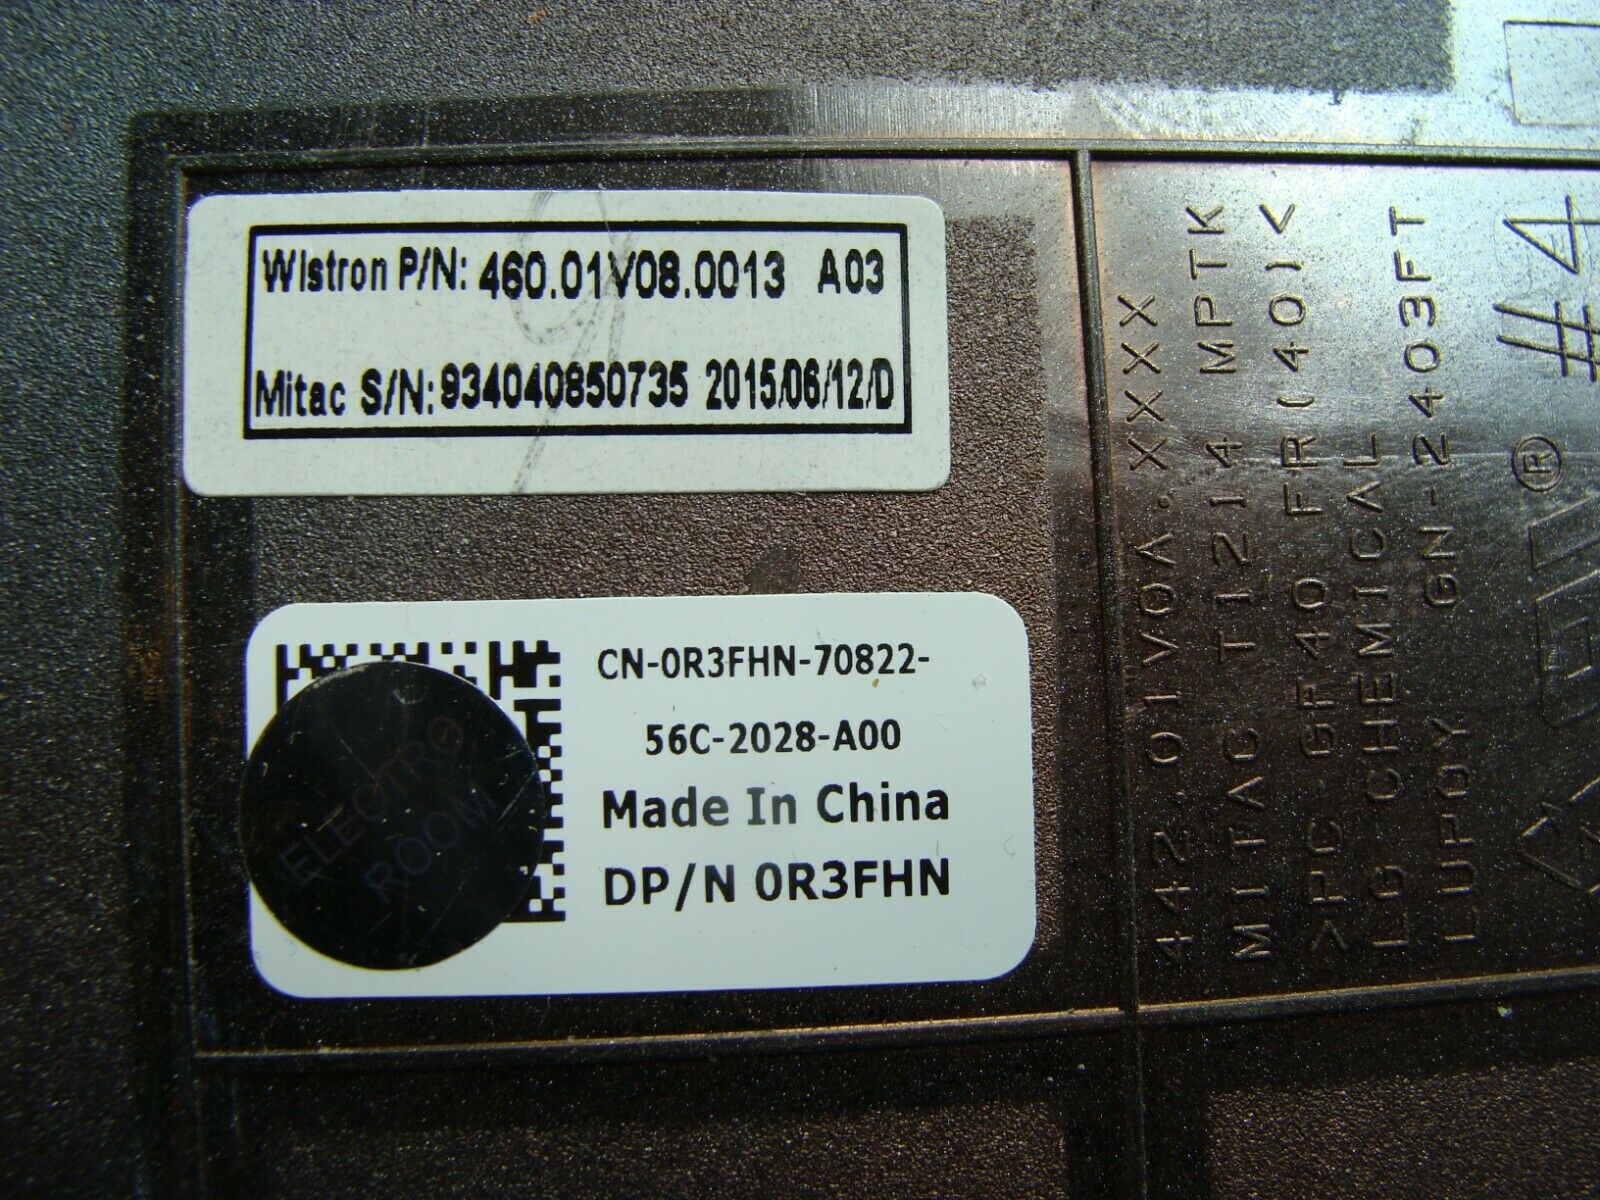 Wistron P/N: 460.01V08.0013 A03
Mitac S/N: 934040850735 2015/06/12/D
CN-0R3FHN-70822-
56C-2028-A00
Made In China
DP/N 0R3FHN
ELECTRO
ROOM
442.01V0A.XXXX
MITAC T1214 MPTK
>PC-GF40 FR(40)<
LG CHEMICAL
LUPOY GN-2403FT
#4
®